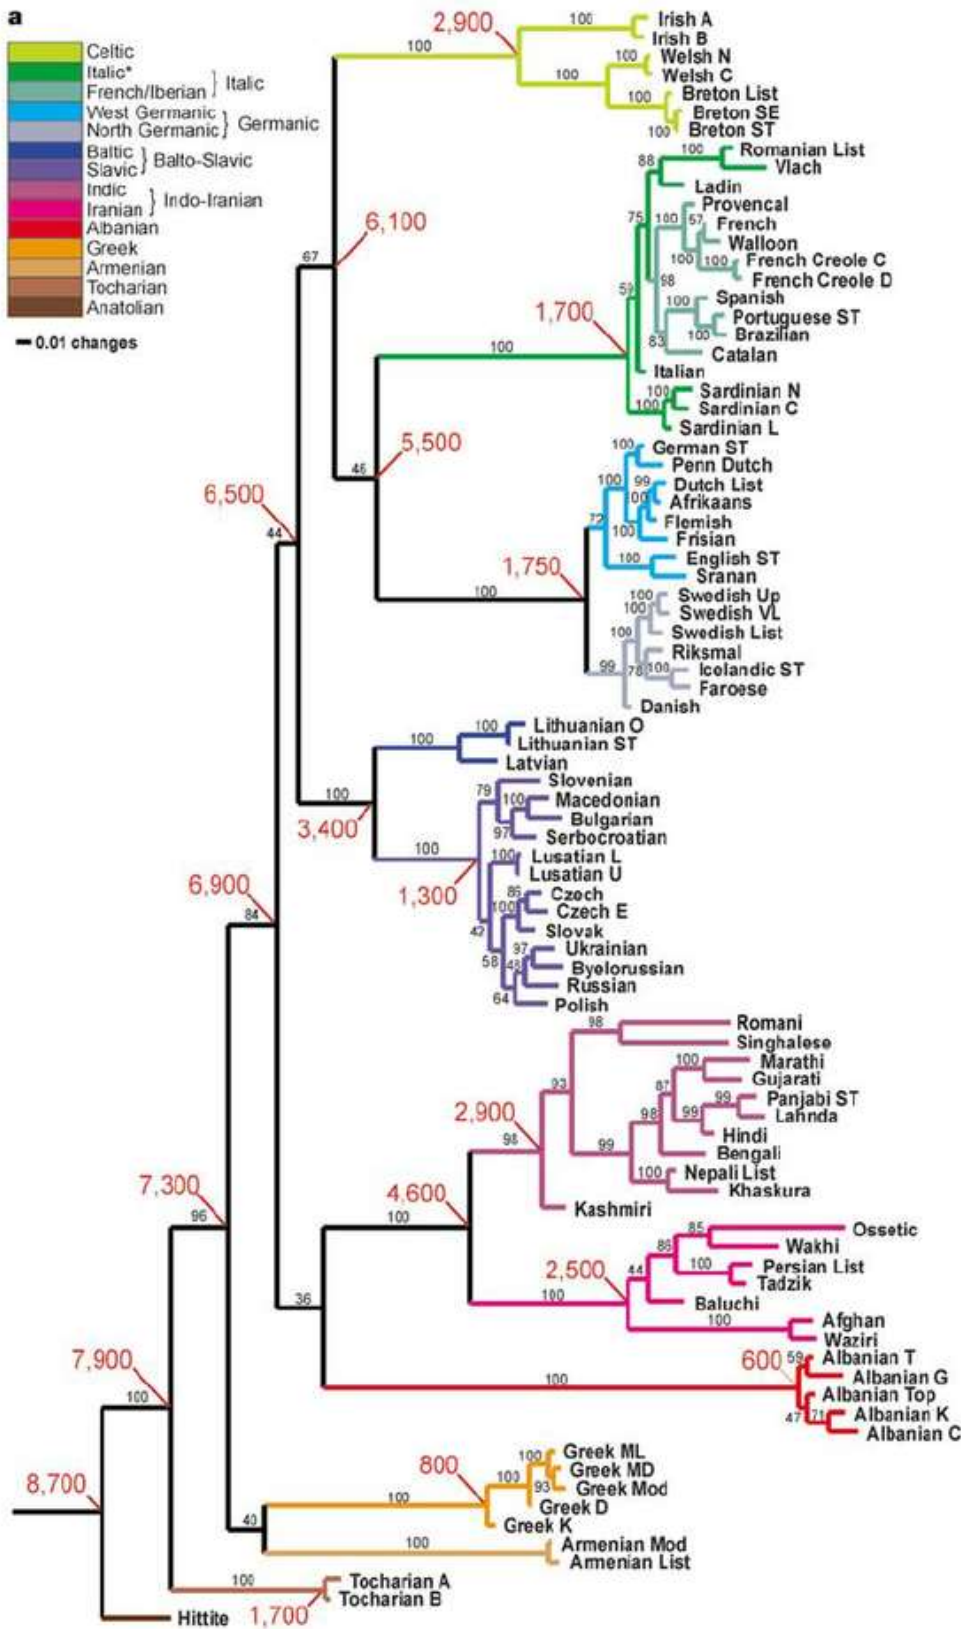 a
Celtic
Italic*
French/Iberian } Italic
West Germanic
North Germanic } Germanic
Baltic
Slavic } Balto-Slavic
Indic
Iranian } Indo-Iranian
Albanian
Greek
Armenian
Tocharian
Anatolian
0.01 changes
2,900
100
100
Irish A
Irish B
100
100
Welsh N
Welsh C
100
Breton List
Breton SE
100
Breton ST
6,100
67
88
100
Romanian List
Vlach
Ladin
75
Provencal
100
57
French
Walloon
100
100
French Creole C
French Creole D
59
98
1,700
100
100
Spanish
Portuguese ST
100
Brazilian
83
Catalan
Italian
100
Sardinian N
100
Sardinian C
Sardinian L
5,500
46
6,500
44
100
German ST
Penn Dutch
100
99
Dutch List
Afrikaans
Flemish
100
Frisian
72
100
English ST
Sranan
1,750
100
100
Swedish Up
100
Swedish VL
100
Swedish List
Riksmal
99
78
100
Icelandic ST
Faroese
Danish
100
100
Lithuanian O
Lithuanian ST
Latvian
100
3,400
79
Slovenian
100
Macedonian
Bulgarian
97
Serbocroatian
100
1,300
100
Lusatian L
Lusatian U
86
Czech
100
Czech E
Slovak
42
58
97
Ukrainian
48
Byelorussian
Russian
64
Polish
6,900
84
98
Romani
Singhalese
93
100
Marathi
Gujarati
87
99
Panjabi ST
Lahnda
99
Hindi
98
Bengali
99
100
Nepali List
Khaskura
2,900
98
Kashmiri
7,300
96
4,600
100
85
Ossetic
Wakhi
86
Persian List
100
Tadzik
44
Baluchi
2,500
100
100
Afghan
Waziri
36
600
100
59
Albanian T
Albanian G
Albanian Top
47
71
Albanian K
Albanian C
7,900
100
8,700
800
100
100
100
Greek ML
Greek MD
93
Greek Mod
Greek D
Greek K
40
100
Armenian Mod
Armenian List
100
Tocharian A
Tocharian B
1,700
Hittite